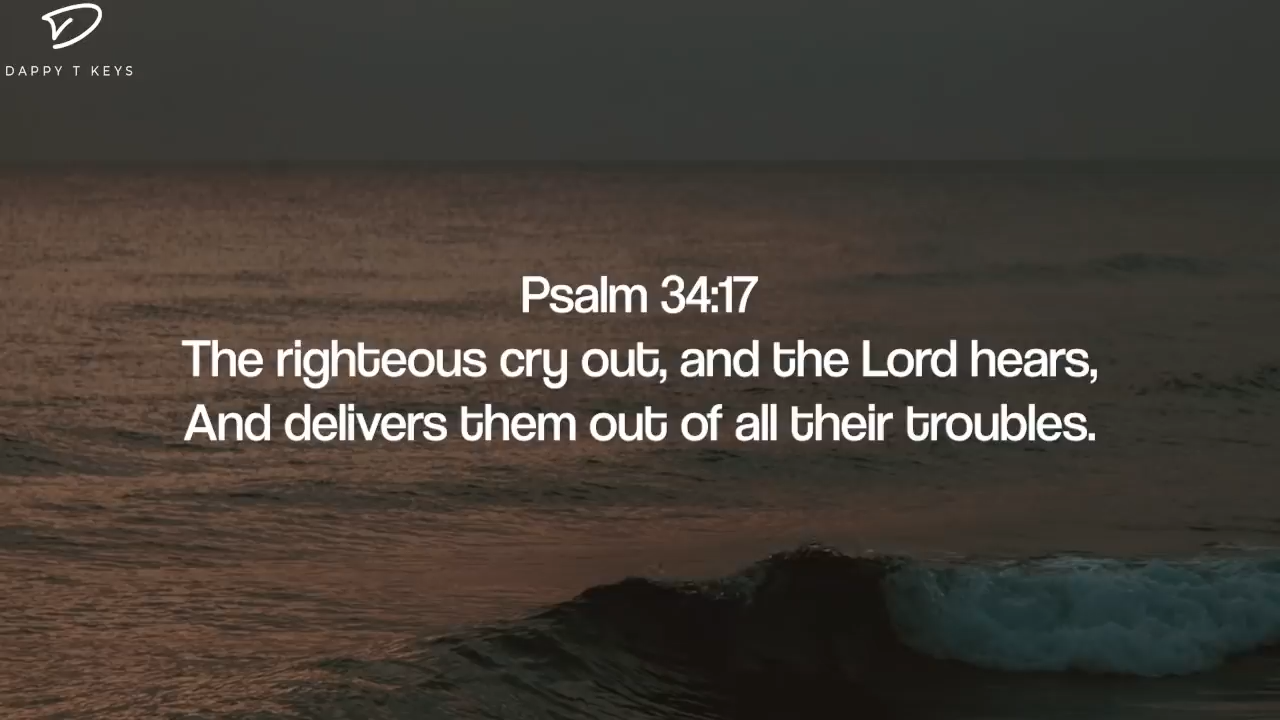 DAPPY T KEYS
Psalm 34:17
The righteous cry out, and the Lord hears,
And delivers them out of all their troubles.